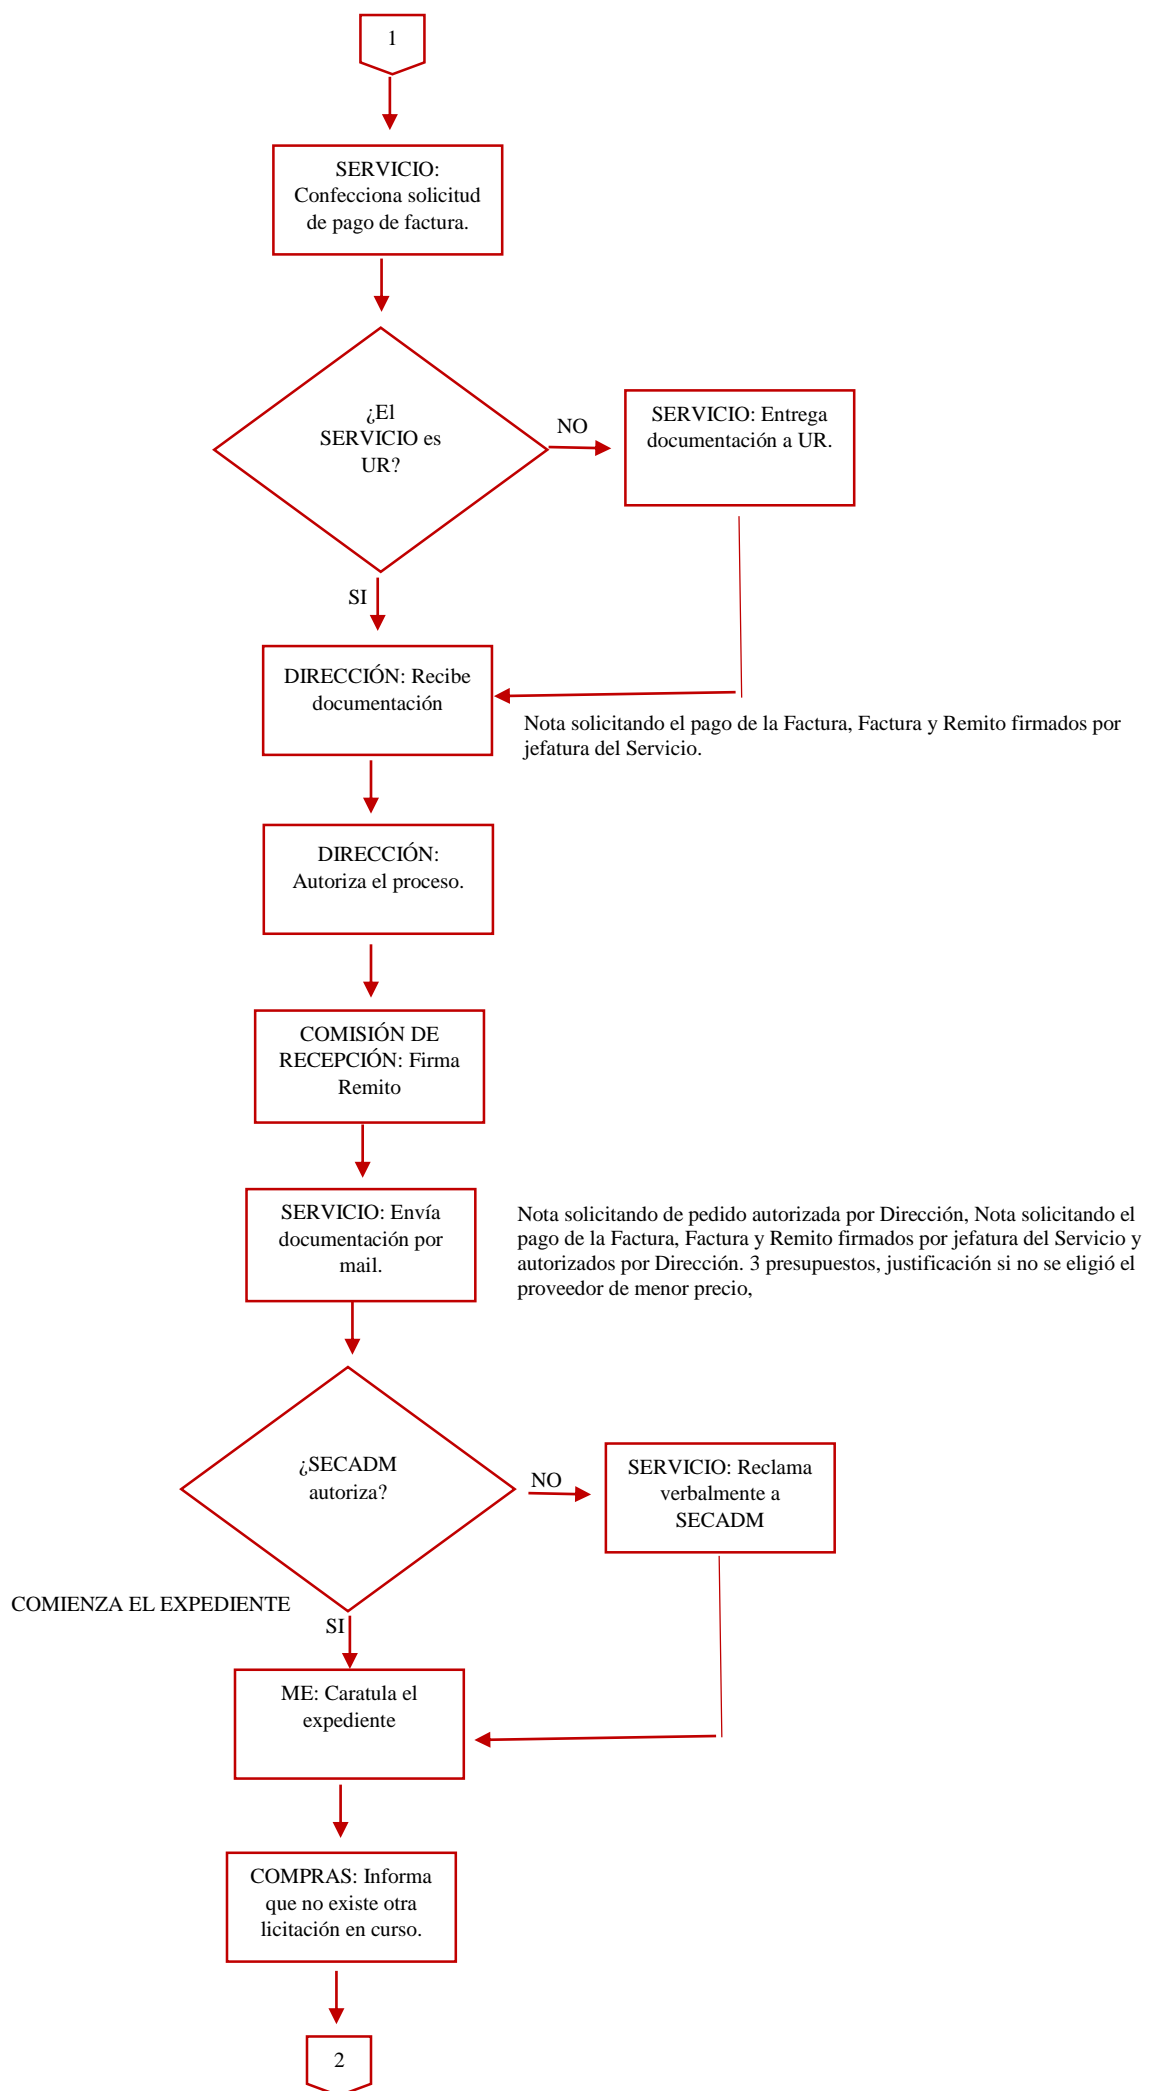 1
SERVICIO:
Confecciona solicitud
de pago de factura.
¿El
SERVICIO es
UR?
NO
SERVICIO: Entrega
documentación a UR.
SI
DIRECCIÓN: Recibe
documentación
Nota solicitando el pago de la Factura, Factura y Remito firmados por
jefatura del Servicio.
DIRECCIÓN:
Autoriza el proceso.
COMISIÓN DE
RECEPCIÓN: Firma
Remito
SERVICIO: Envía
documentación por
mail.
Nota solicitando de pedido autorizada por Dirección, Nota solicitando el
pago de la Factura, Factura y Remito firmados por jefatura del Servicio y
autorizados por Dirección. 3 presupuestos, justificación si no se eligió el
proveedor de menor precio,
¿SECADM
autoriza?
NO
SERVICIO: Reclama
verbalmente a
SECADM
COMIENZA EL EXPEDIENTE
SI
ME: Caratula el
expediente
COMPRAS: Informa
que no existe otra
licitación en curso.
2